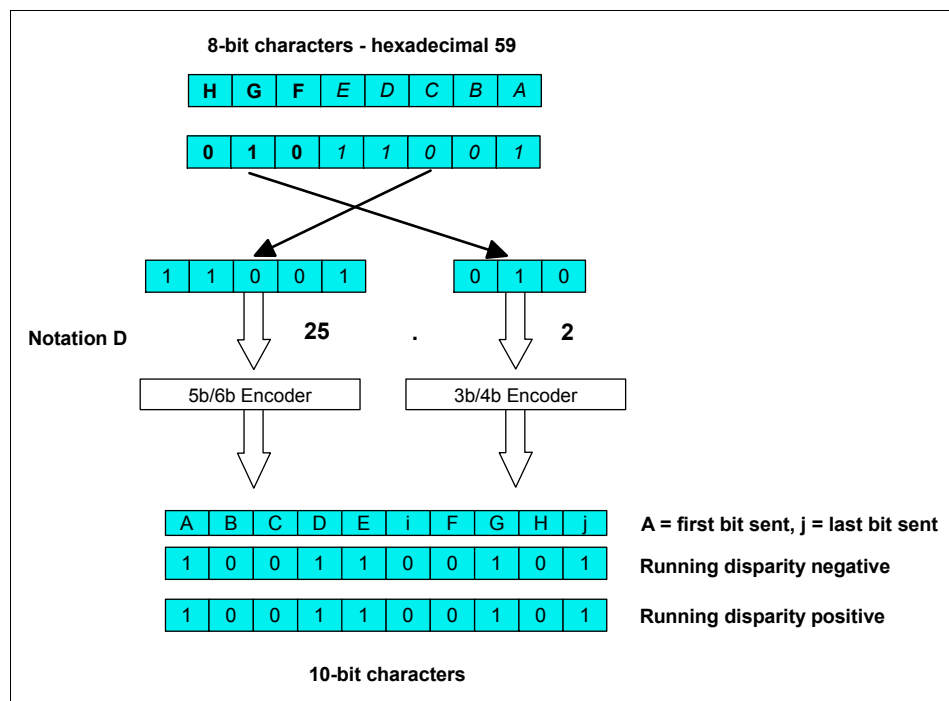 8-bit characters - hexadecimal 59
H G F E D C B A
0 1 0 1 1 0 0 1
1 1 0 0 1 0 1 0
Notation D 25 . 2
5b/6b Encoder 3b/4b Encoder
A B C D E i F G H j A = first bit sent, j = last bit sent
1 0 0 1 1 0 0 1 0 1 Running disparity negative
1 0 0 1 1 0 0 1 0 1 Running disparity positive
10-bit characters